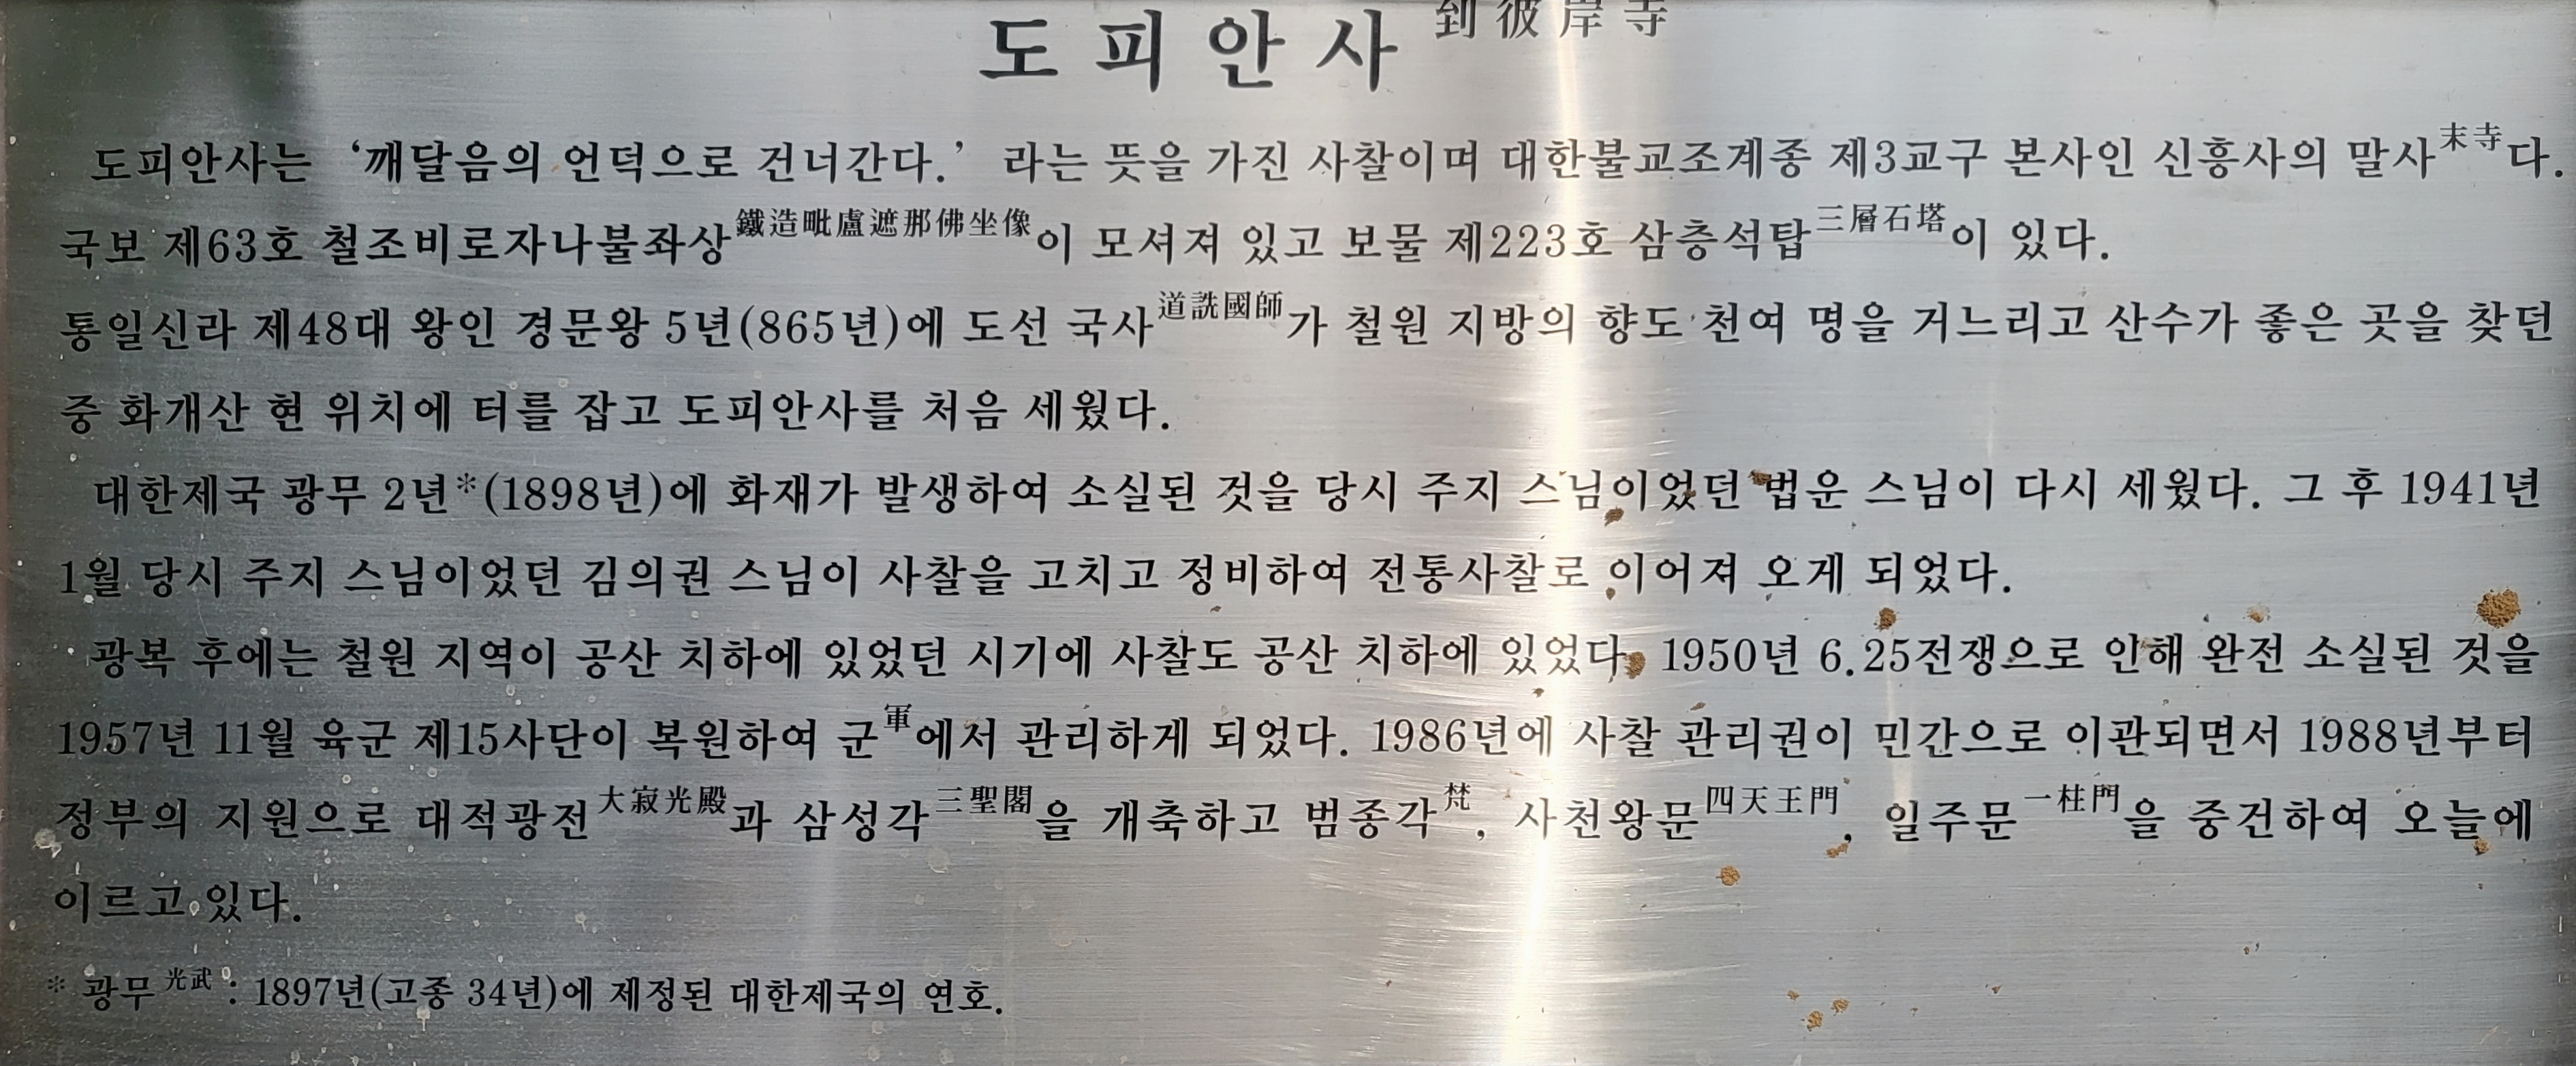 도피안사 到彼岸寺
도피안사는 ‘깨달음의 언덕으로 건너간다.’ 라는 뜻을 가진 사찰이며 대한불교조계종 제3교구 본사인 신흥사의 말사末寺다.
국보 제63호 철조비로자나불좌상鐵造毗盧遮那佛坐像이 모셔져 있고 보물 제223호 삼층석탑三層石塔이 있다.
통일신라 제48대 왕인 경문왕 5년(865년)에 도선 국사道詵國師가 철원 지방의 향도 천여 명을 거느리고 산수가 좋은 곳을 찾던
중 화개산 현 위치에 터를 잡고 도피안사를 처음 세웠다.
대한제국 광무 2년*(1898년)에 화재가 발생하여 소실된 것을 당시 주지 스님이었던 법운 스님이 다시 세웠다. 그 후 1941년
1월 당시 주지 스님이었던 김의권 스님이 사찰을 고치고 정비하여 전통사찰로 이어져 오게 되었다.
광복 후에는 철원 지역이 공산 치하에 있었던 시기에 사찰도 공산 치하에 있었다. 1950년 6.25전쟁으로 인해 완전 소실된 것을
1957년 11월 육군 제15사단이 복원하여 군軍에서 관리하게 되었다. 1986년에 사찰 관리권이 민간으로 이관되면서 1988년부터
정부의 지원으로 대적광전大寂光殿과 삼성각三聖閣을 개축하고 범종각梵, 사천왕문四天王門, 일주문一柱門을 중건하여 오늘에
이르고 있다.
* 광무光武 : 1897년(고종 34년)에 제정된 대한제국의 연호.